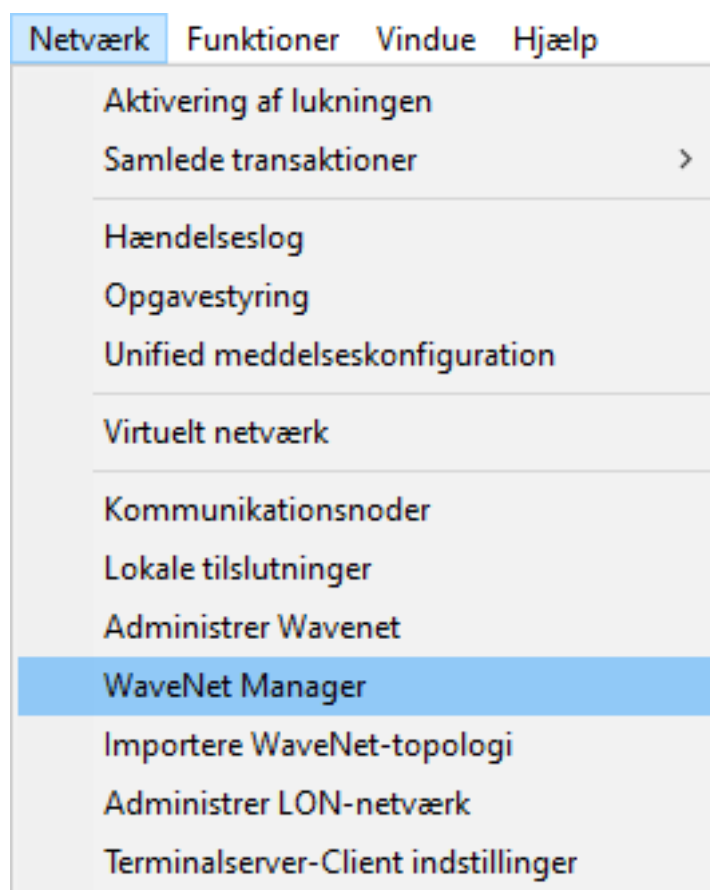 Netværk Funktioner Vindue Hjælp
Aktivering af lukningen
Samlede transaktioner
Hændelseslog
Opgavestyring
Unified meddelseskonfiguration
Virtuelt netværk
Kommunikationsnoder
Lokale tilslutninger
Administrer Wavenet
WaveNet Manager
Importere WaveNet-topologi
Administrer LON-netværk
Terminalserver-Client indstillinger